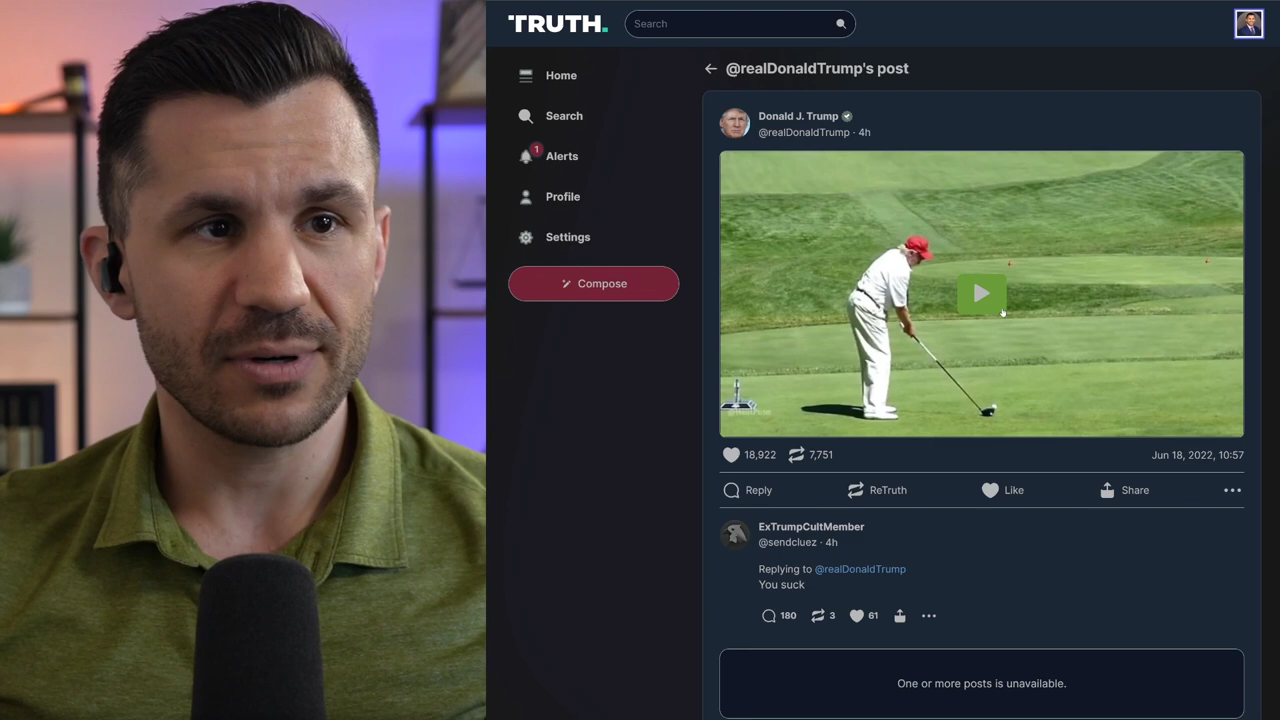 TRUTH.
Search
Home
Search
1
Alerts
Profile
Settings
Compose
@realDonaldTrump's post
Donald J. Trump
@realDonaldTrump · 4h
18,922
7,751
Jun 18, 2022, 10:57
Reply
ReTruth
Like
Share
ExTrumpCultMember
@sendcluez · 4h
Replying to @realDonaldTrump
You suck
180
3
61
One or more posts is unavailable.